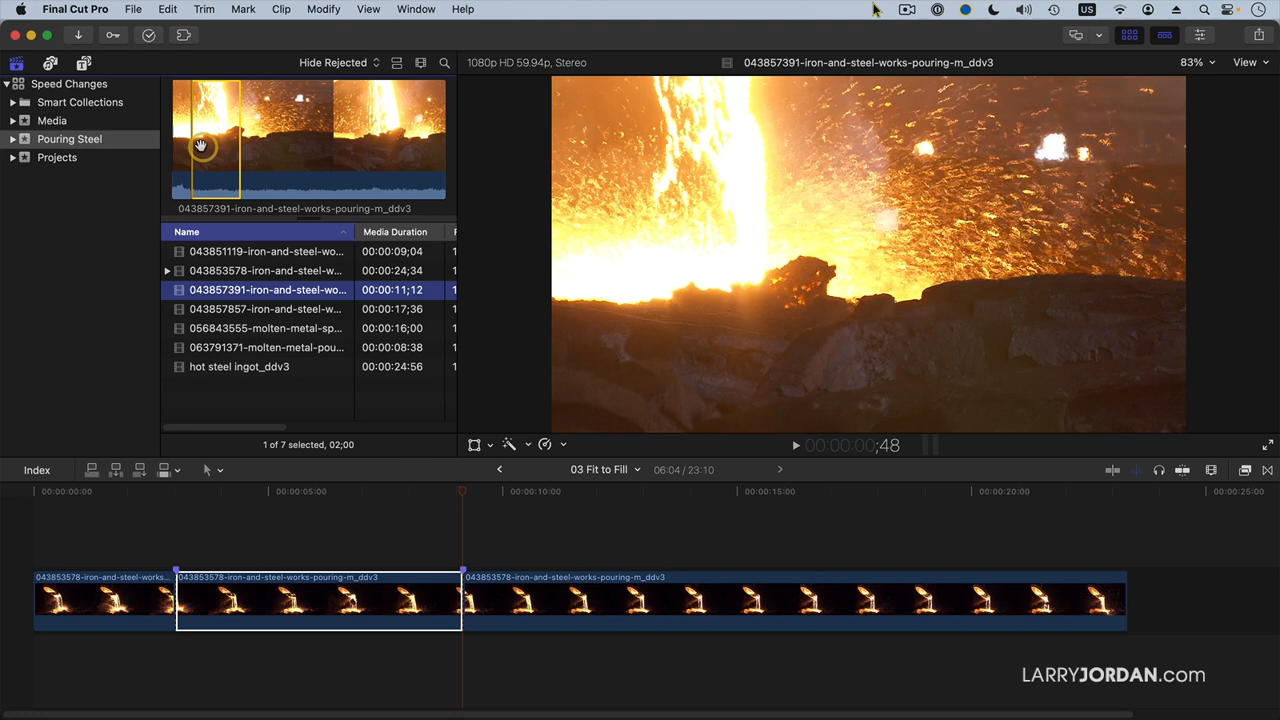 Final Cut Pro File Edit Trim Mark Clip Modify View Window Help US
Hide Rejected 1080p HD 59.94p, Stereo 043857391-iron-and-steel-works-pouring-m_ddv3 83% View
Speed Changes
Smart Collections
Media
Pouring Steel
Projects
043857391-iron-and-steel-works-pouring-m_ddv3
Name Media Duration
043851119-iron-and-steel-wo... 00:00:09;04 1
043853578-iron-and-steel-w... 00:00:24;34 1
043857391-iron-and-steel-wo... 00:00:11;12 1
043857857-iron-and-steel-w... 00:00:17;36 1
056843555-molten-metal-sp... 00:00:16;00 1
063791371-molten-metal-pou... 00:00:08:38 1
hot steel ingot_ddv3 00:00:24:56 1
1 of 7 selected, 02;00 00:00:00;48
Index 03 Fit to Fill 06:04 / 23:10
00:00:00:00 00:00:05:00 00:00:10:00 00:00:15:00 00:00:20:00 00:00:25:00
043853578-iron-and-steel-works... 043853578-iron-and-steel-works-pouring-m_ddv3 043853578-iron-and-steel-works-pouring-m_ddv3
LARRYJORDAN.com